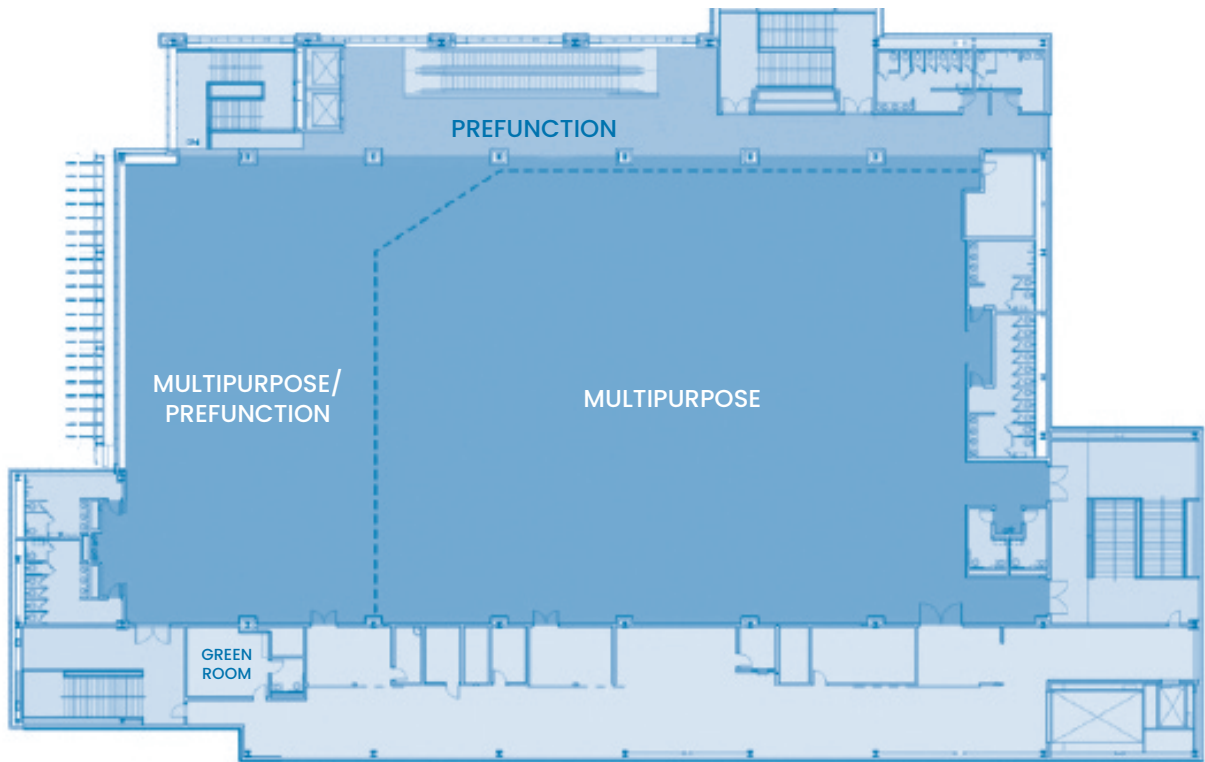 PREFUNCTION
MULTIPURPOSE/
PREFUNCTION
MULTIPURPOSE
GREEN
ROOM